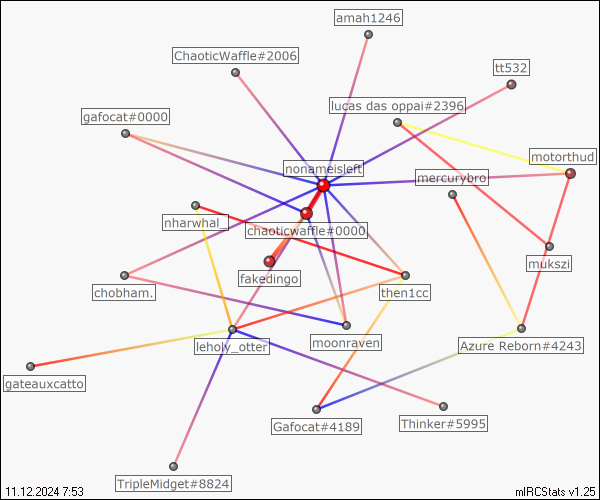 amah1246
ChaoticWaffle#2006
tt532
lucas das oppai#2396
gafocat#0000
motorthud
nonameisleft
mercurybro
nharwhal_
chaoticwaffle#0000
mukszi
fakedingo
chobham.
then1cc
moonraven
leholy_otter
Azure Reborn#4243
gateauxcatto
Gafocat#4189
Thinker#5995
TripleMidget#8824
11.12.2024 7:53
mIRCStats v1.25